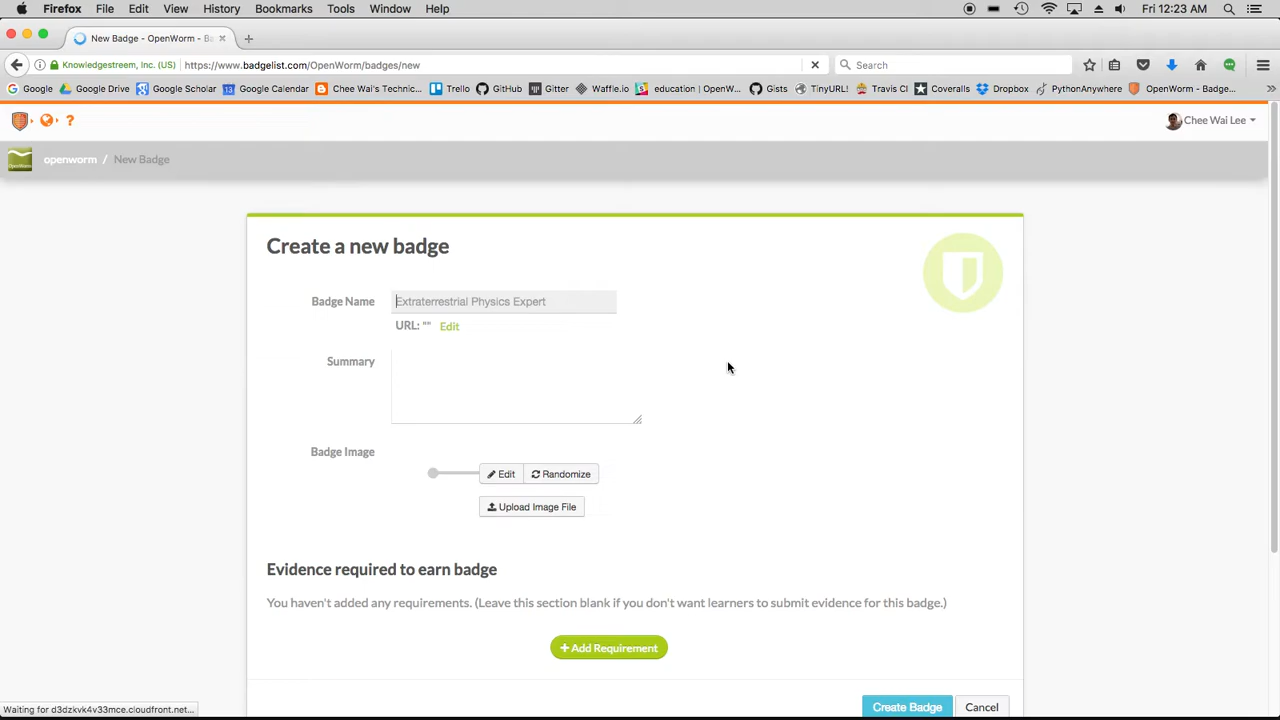 Firefox File Edit View History Bookmarks Tools Window Help Fri 12:23 AM
New Badge - OpenWorm - Ba
Knowledgestreem, Inc. (US) https://www.badgelist.com/OpenWorm/badges/new Search
Google Google Drive Google Scholar Google Calendar Chee Wai's Technic... Trello GitHub Gitter Waffle.io education | OpenW... Gists TinyURL! Travis CI Coveralls Dropbox PythonAnywhere OpenWorm - Badge...
? Chee Wai Lee
OpenWorm openworm / New Badge
Create a new badge
Badge Name Extraterrestrial Physics Expert
URL: "" Edit
Summary
Badge Image
Edit Randomize
Upload Image File
Evidence required to earn badge
You haven't added any requirements. (Leave this section blank if you don't want learners to submit evidence for this badge.)
+ Add Requirement
Waiting for d3dzkvk4v33mce.cloudfront.net... Create Badge Cancel